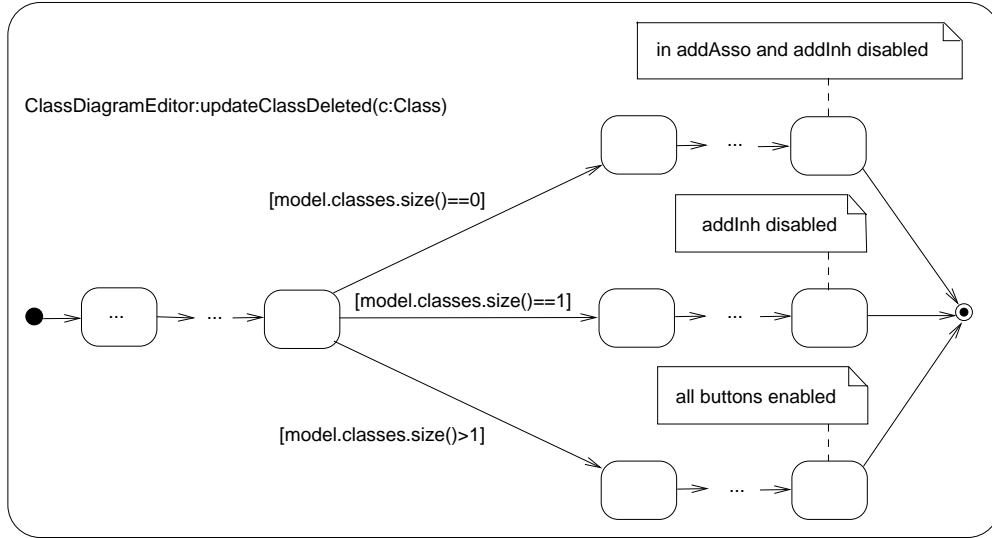 in addAsso and addInh disabled
ClassDiagramEditor:updateClassDeleted(c:Class)
...
[model.classes.size()==0]
addInh disabled
[model.classes.size()==1]
...
...
...
all buttons enabled
[model.classes.size()>1]
...